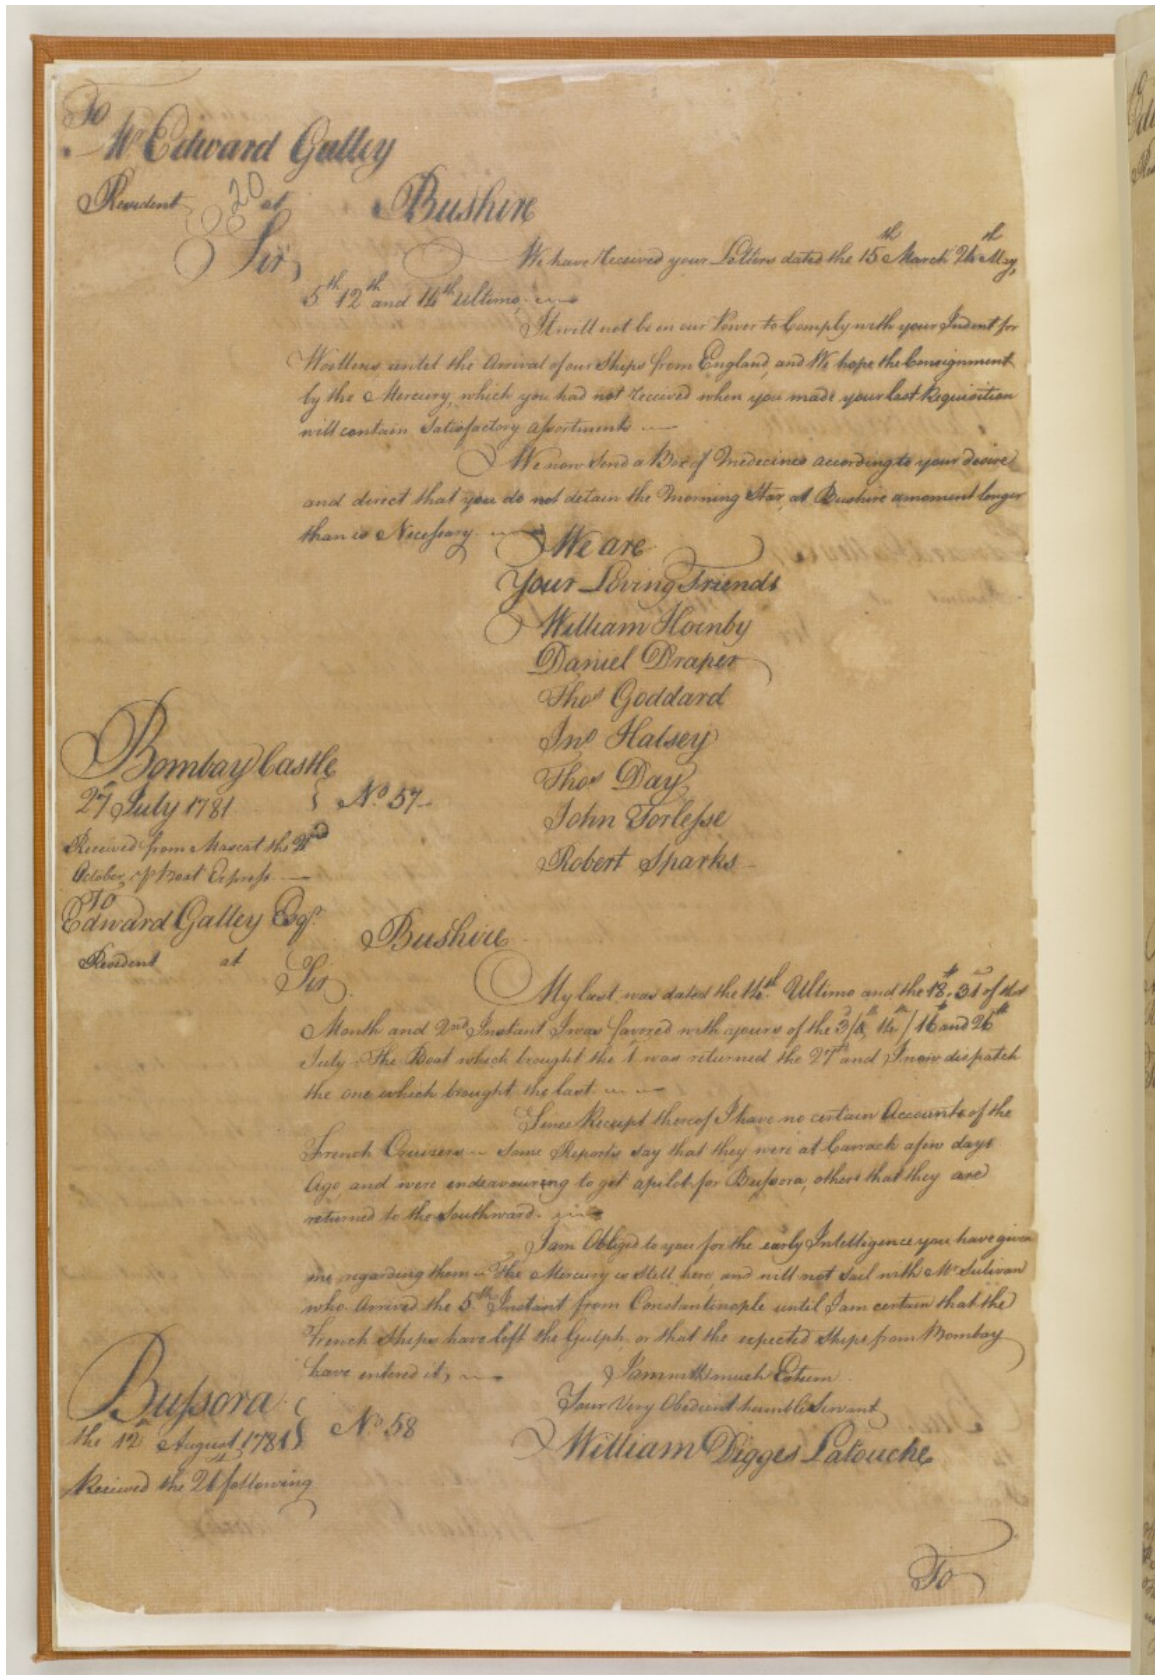 To
Mr Edward Galley
Resident at Bushire
20
Sir,
We have received your Letters dated the 15th March 24th May,
5th 12th and 14th Ultimo.
It will not be in our Power to Comply with your Indent for
Woollens, until the Arrival of our Ships from England, and We hope the Consignment
by the Mercury, which you had not received when you made your last Requisition
will contain Satisfactory assortments
We now send a Box of Medicines according to your desire
and direct that you do not detain the Morning Star, at Bushire a moment longer
than is Necessary.
We are
Your Loving Friends
William Hornby
Daniel Draper
Thos Goddard
Jno Halsey
Thos Day
John Torlesse
Robert Sparks
Bombay Castle
27 July 1781
No 57
Received from Mascat the
October, Boat Express
To
Edward Galley Esqr.
Resident at Bushire
Sir
My last was dated the 14th Ultimo and the 18, 31 of that
Month and 2nd Instant I was favored with yours of the 14 / 16 and 26th
July. The Boat which brought the 1 was returned the 27th and I now dispatch
the one which brought the last.
Since Receipt thereof I have no certain Accounts of the
French Cruizers some Reports say that they were at Carrack a few days
Ago, and were endeavouring to get a pilot for Bussora, others that they are
returned to the Southward.
I am Obliged to you for the early Intelligence you have given
me regarding them The Mercury is still here, and will not sail with Mr Sulivan
who Arrived the 5th Instant from Constantinople until I am certain that the
French Ships have left the Gulph, or that the expected Ships from Bombay
have entered it,
I am with much Esteem
Your Very Obedient humble Servant
William Digges Latouche
Bussora
the 12th August 1781
No 58
Received the 26 following
To